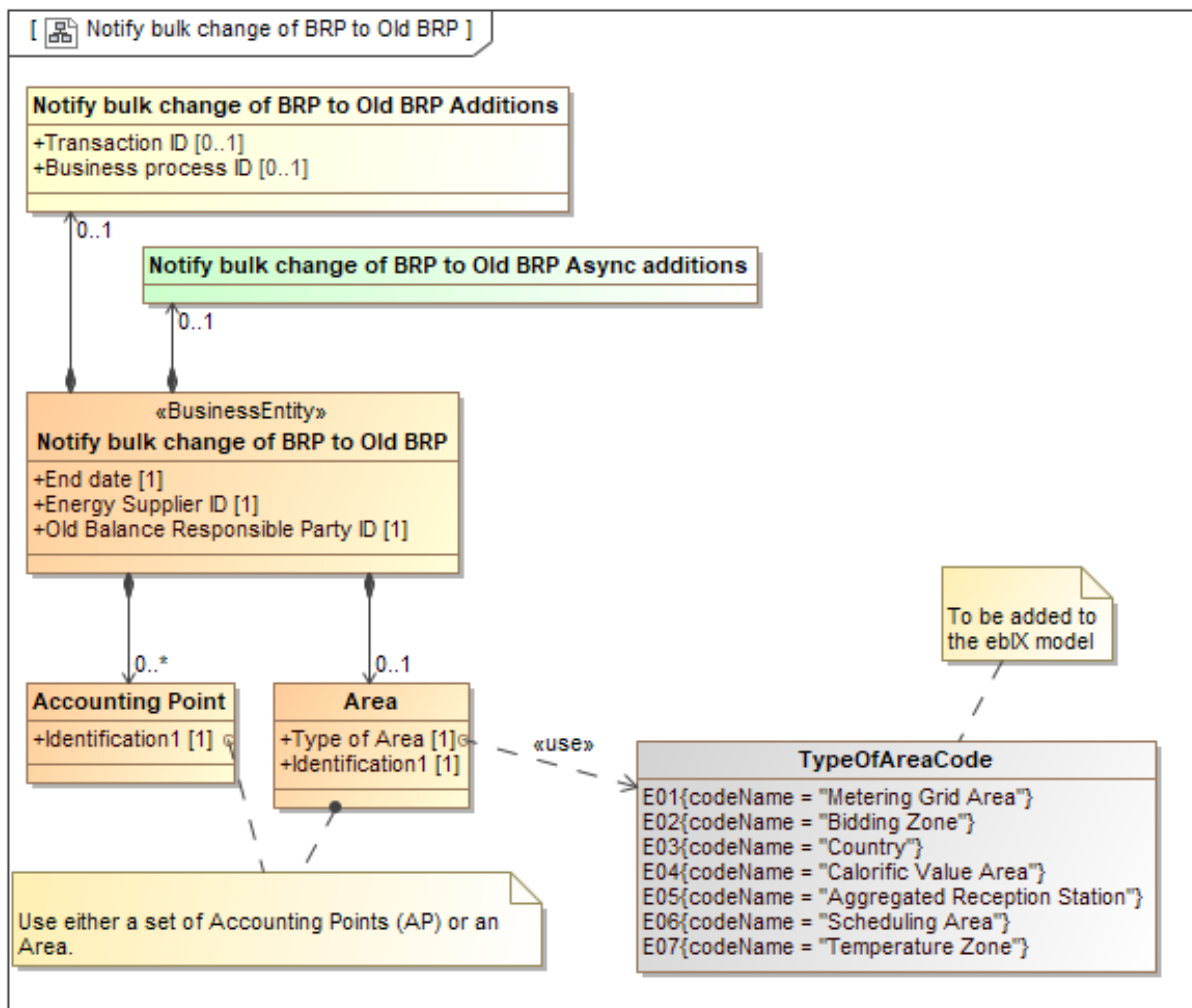 [ Notify bulk change of BRP to Old BRP ]
Notify bulk change of BRP to Old BRP Additions
+Transaction ID [0..1]
+Business process ID [0..1]
0..1
Notify bulk change of BRP to Old BRP Async additions
0..1
«BusinessEntity»
Notify bulk change of BRP to Old BRP
+End date [1]
+Energy Supplier ID [1]
+Old Balance Responsible Party ID [1]
0..*
0..1
Accounting Point
+Identification1 [1]
Area
+Type of Area [1]
+Identification1 [1]
«use»
To be added to
the ebIX model
TypeOfAreaCode
E01{codeName = "Metering Grid Area"}
E02{codeName = "Bidding Zone"}
E03{codeName = "Country"}
E04{codeName = "Calorific Value Area"}
E05{codeName = "Aggregated Reception Station"}
E06{codeName = "Scheduling Area"}
E07{codeName = "Temperature Zone"}
Use either a set of Accounting Points (AP) or an
Area.